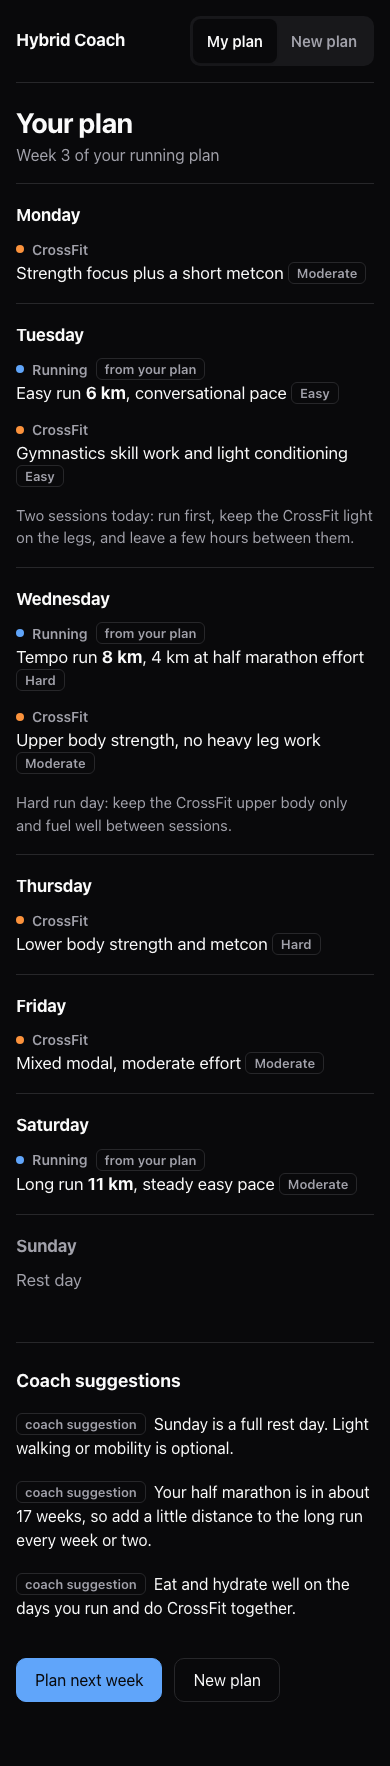 Hybrid Coach
My plan
New plan
Your plan
Week 3 of your running plan
Monday
CrossFit
Strength focus plus a short metcon Moderate
Tuesday
Running from your plan
Easy run 6 km, conversational pace Easy
CrossFit
Gymnastics skill work and light conditioning
Easy
Two sessions today: run first, keep the CrossFit light
on the legs, and leave a few hours between them.
Wednesday
Running from your plan
Tempo run 8 km, 4 km at half marathon effort
Hard
CrossFit
Upper body strength, no heavy leg work
Moderate
Hard run day: keep the CrossFit upper body only
and fuel well between sessions.
Thursday
CrossFit
Lower body strength and metcon Hard
Friday
CrossFit
Mixed modal, moderate effort Moderate
Saturday
Running from your plan
Long run 11 km, steady easy pace Moderate
Sunday
Rest day
Coach suggestions
coach suggestion Sunday is a full rest day. Light
walking or mobility is optional.
coach suggestion Your half marathon is in about
17 weeks, so add a little distance to the long run
every week or two.
coach suggestion Eat and hydrate well on the
days you run and do CrossFit together.
Plan next week
New plan